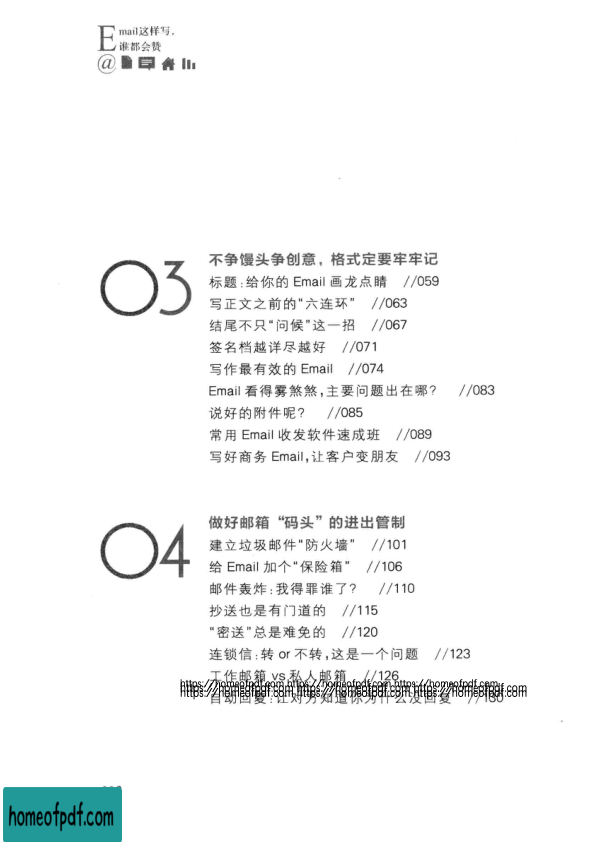 Email这样写，
谁都会赞
@
03
不争馒头争创意，格式定要牢牢记
标题：给你的 Email 画龙点睛 //059
写正文之前的“六连环” //063
结尾不只“问候”这一招 //067
签名档越详尽越好 //071
写作最有效的 Email //074
Email 看得雾煞煞，主要问题出在哪？ //083
说好的附件呢？ //085
常用 Email 收发软件速成班 //089
写好商务 Email，让客户变朋友 //093
04
做好邮箱“码头”的进出管制
建立垃圾邮件“防火墙” //101
给 Email 加个“保险箱” //106
邮件轰炸：我得罪谁了？ //110
抄送也是有门道的 //115
“密送”总是难免的 //120
连锁信：转 or 不转，这是一个问题 //123
工作邮箱 vs 私人邮箱 //126
https://homeofpdf.com https://homeofpdf.com https://homeofpdf.com
https://homeofpdf.com https://homeofpdf.com https://homeofpdf.com
自动回复：让对方知道你为什么没回复 //130
homeofpdf.com